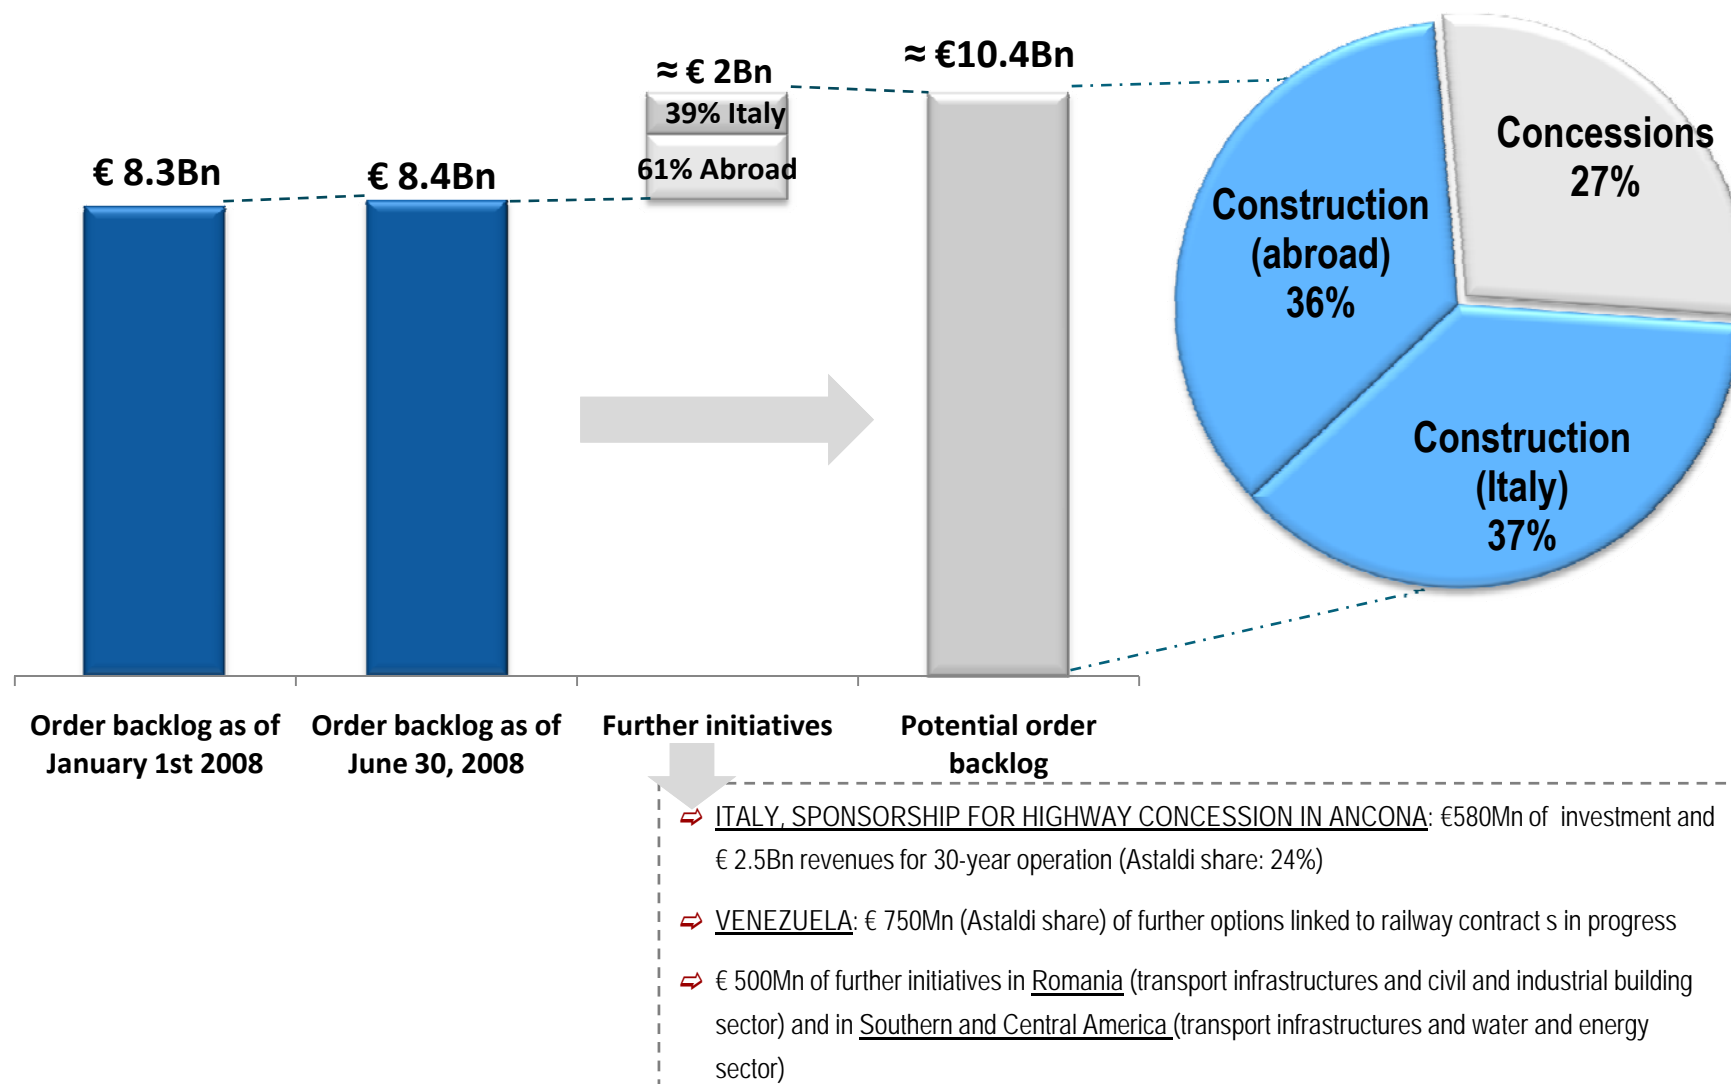 € 8.3Bn
€ 8.4Bn
≈ € 2Bn
39% Italy
61% Abroad
≈ €10.4Bn
Concessions
27%
Construction
(abroad)
36%
Construction
(Italy)
37%
Order backlog as of
January 1st 2008
Order backlog as of
June 30, 2008
Further initiatives
Potential order
backlog
ITALY, SPONSORSHIP FOR HIGHWAY CONCESSION IN ANCONA: €580Mn of investment and
€ 2.5Bn revenues for 30-year operation (Astaldi share: 24%)
VENEZUELA: € 750Mn (Astaldi share) of further options linked to railway contract s in progress
€ 500Mn of further initiatives in Romania (transport infrastructures and civil and industrial building
sector) and in Southern and Central America (transport infrastructures and water and energy
sector)